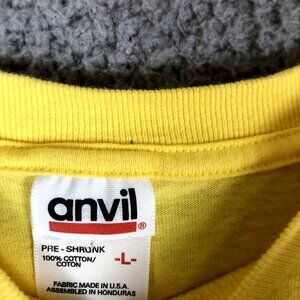 anvil®
PRE-SHRUNK
100% COTTON/
COTON
-L-
FABRIC MADE IN U.S.A.
ASSEMBLED IN HONDURAS